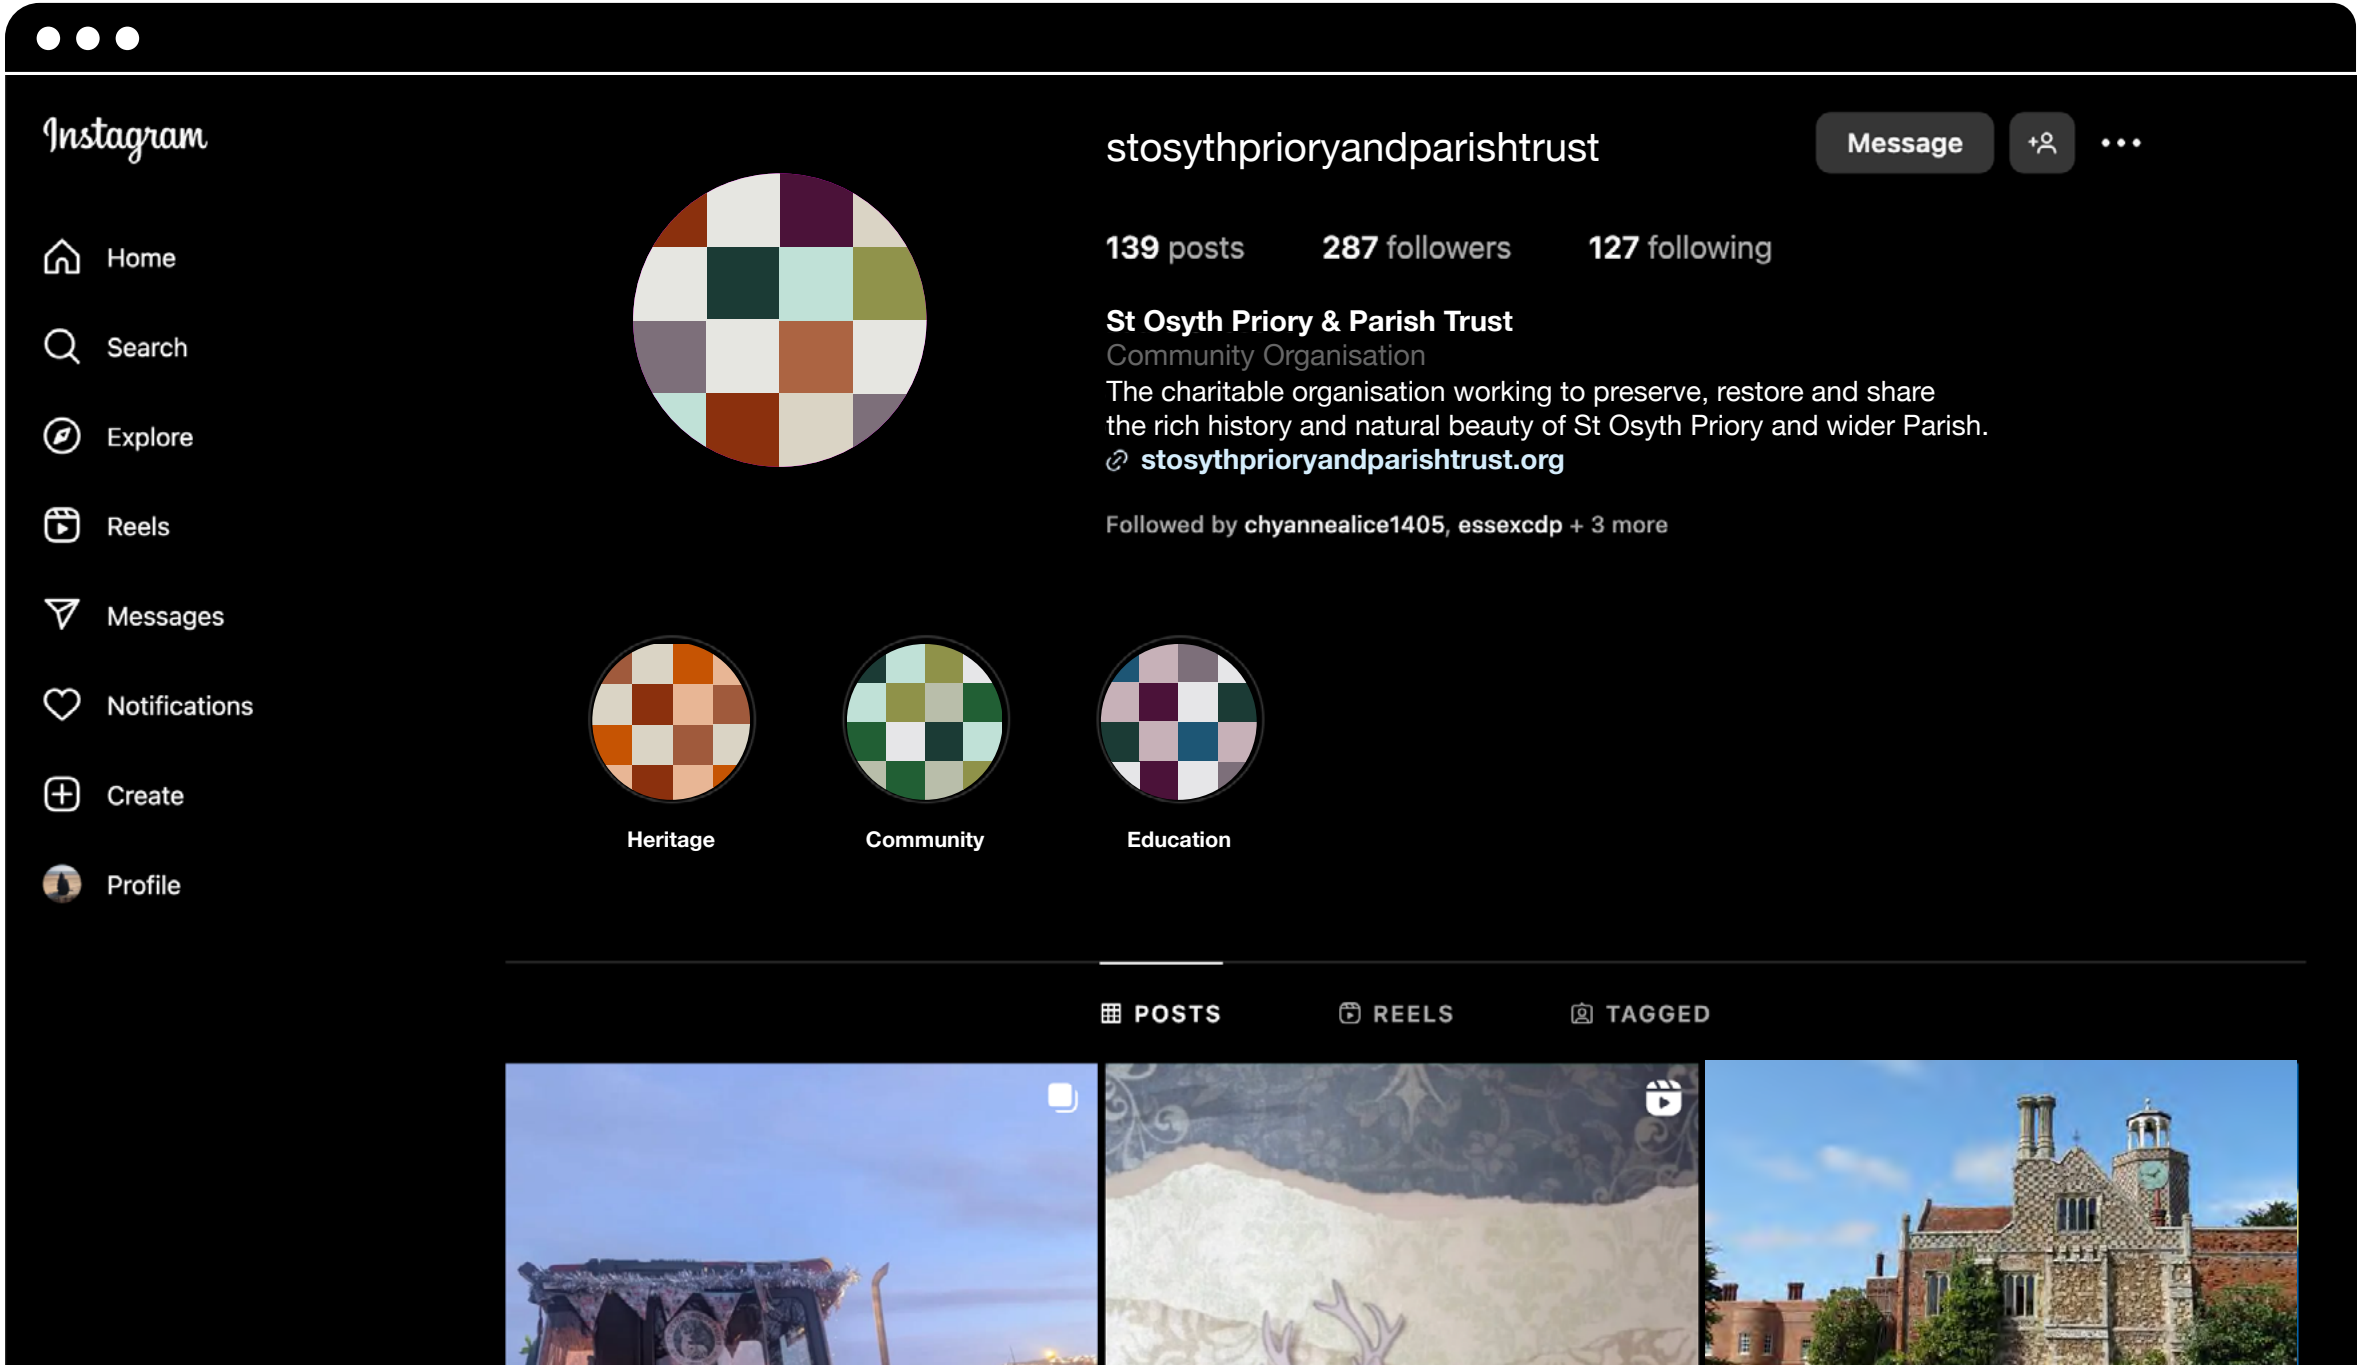 Instagram
Home
Search
Explore
Reels
Messages
Notifications
Create
Profile
stosythprioryandparishtrust
Message
139 posts 287 followers 127 following
St Osyth Priory & Parish Trust
Community Organisation
The charitable organisation working to preserve, restore and share
the rich history and natural beauty of St Osyth Priory and wider Parish.
stosythprioryandparishtrust.org
Followed by chyannealice1405, essexcdp + 3 more
Heritage Community Education
POSTS REELS TAGGED